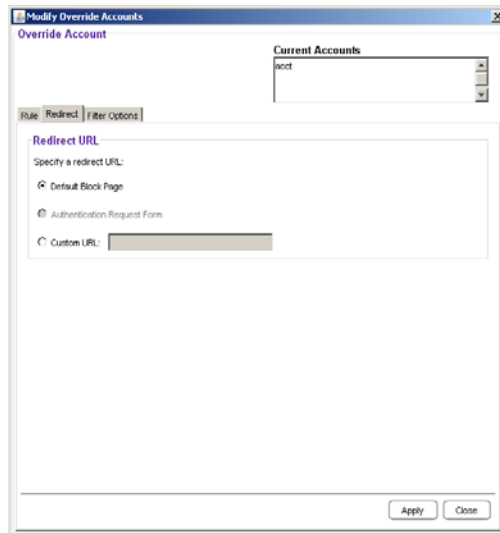 Modify Override Accounts
Override Account
Current Accounts
acct
Rule Redirect Filter Options
Redirect URL
Specify a redirect URL:
Default Block Page
Authentication Request Form
Custom URL:
Apply Close